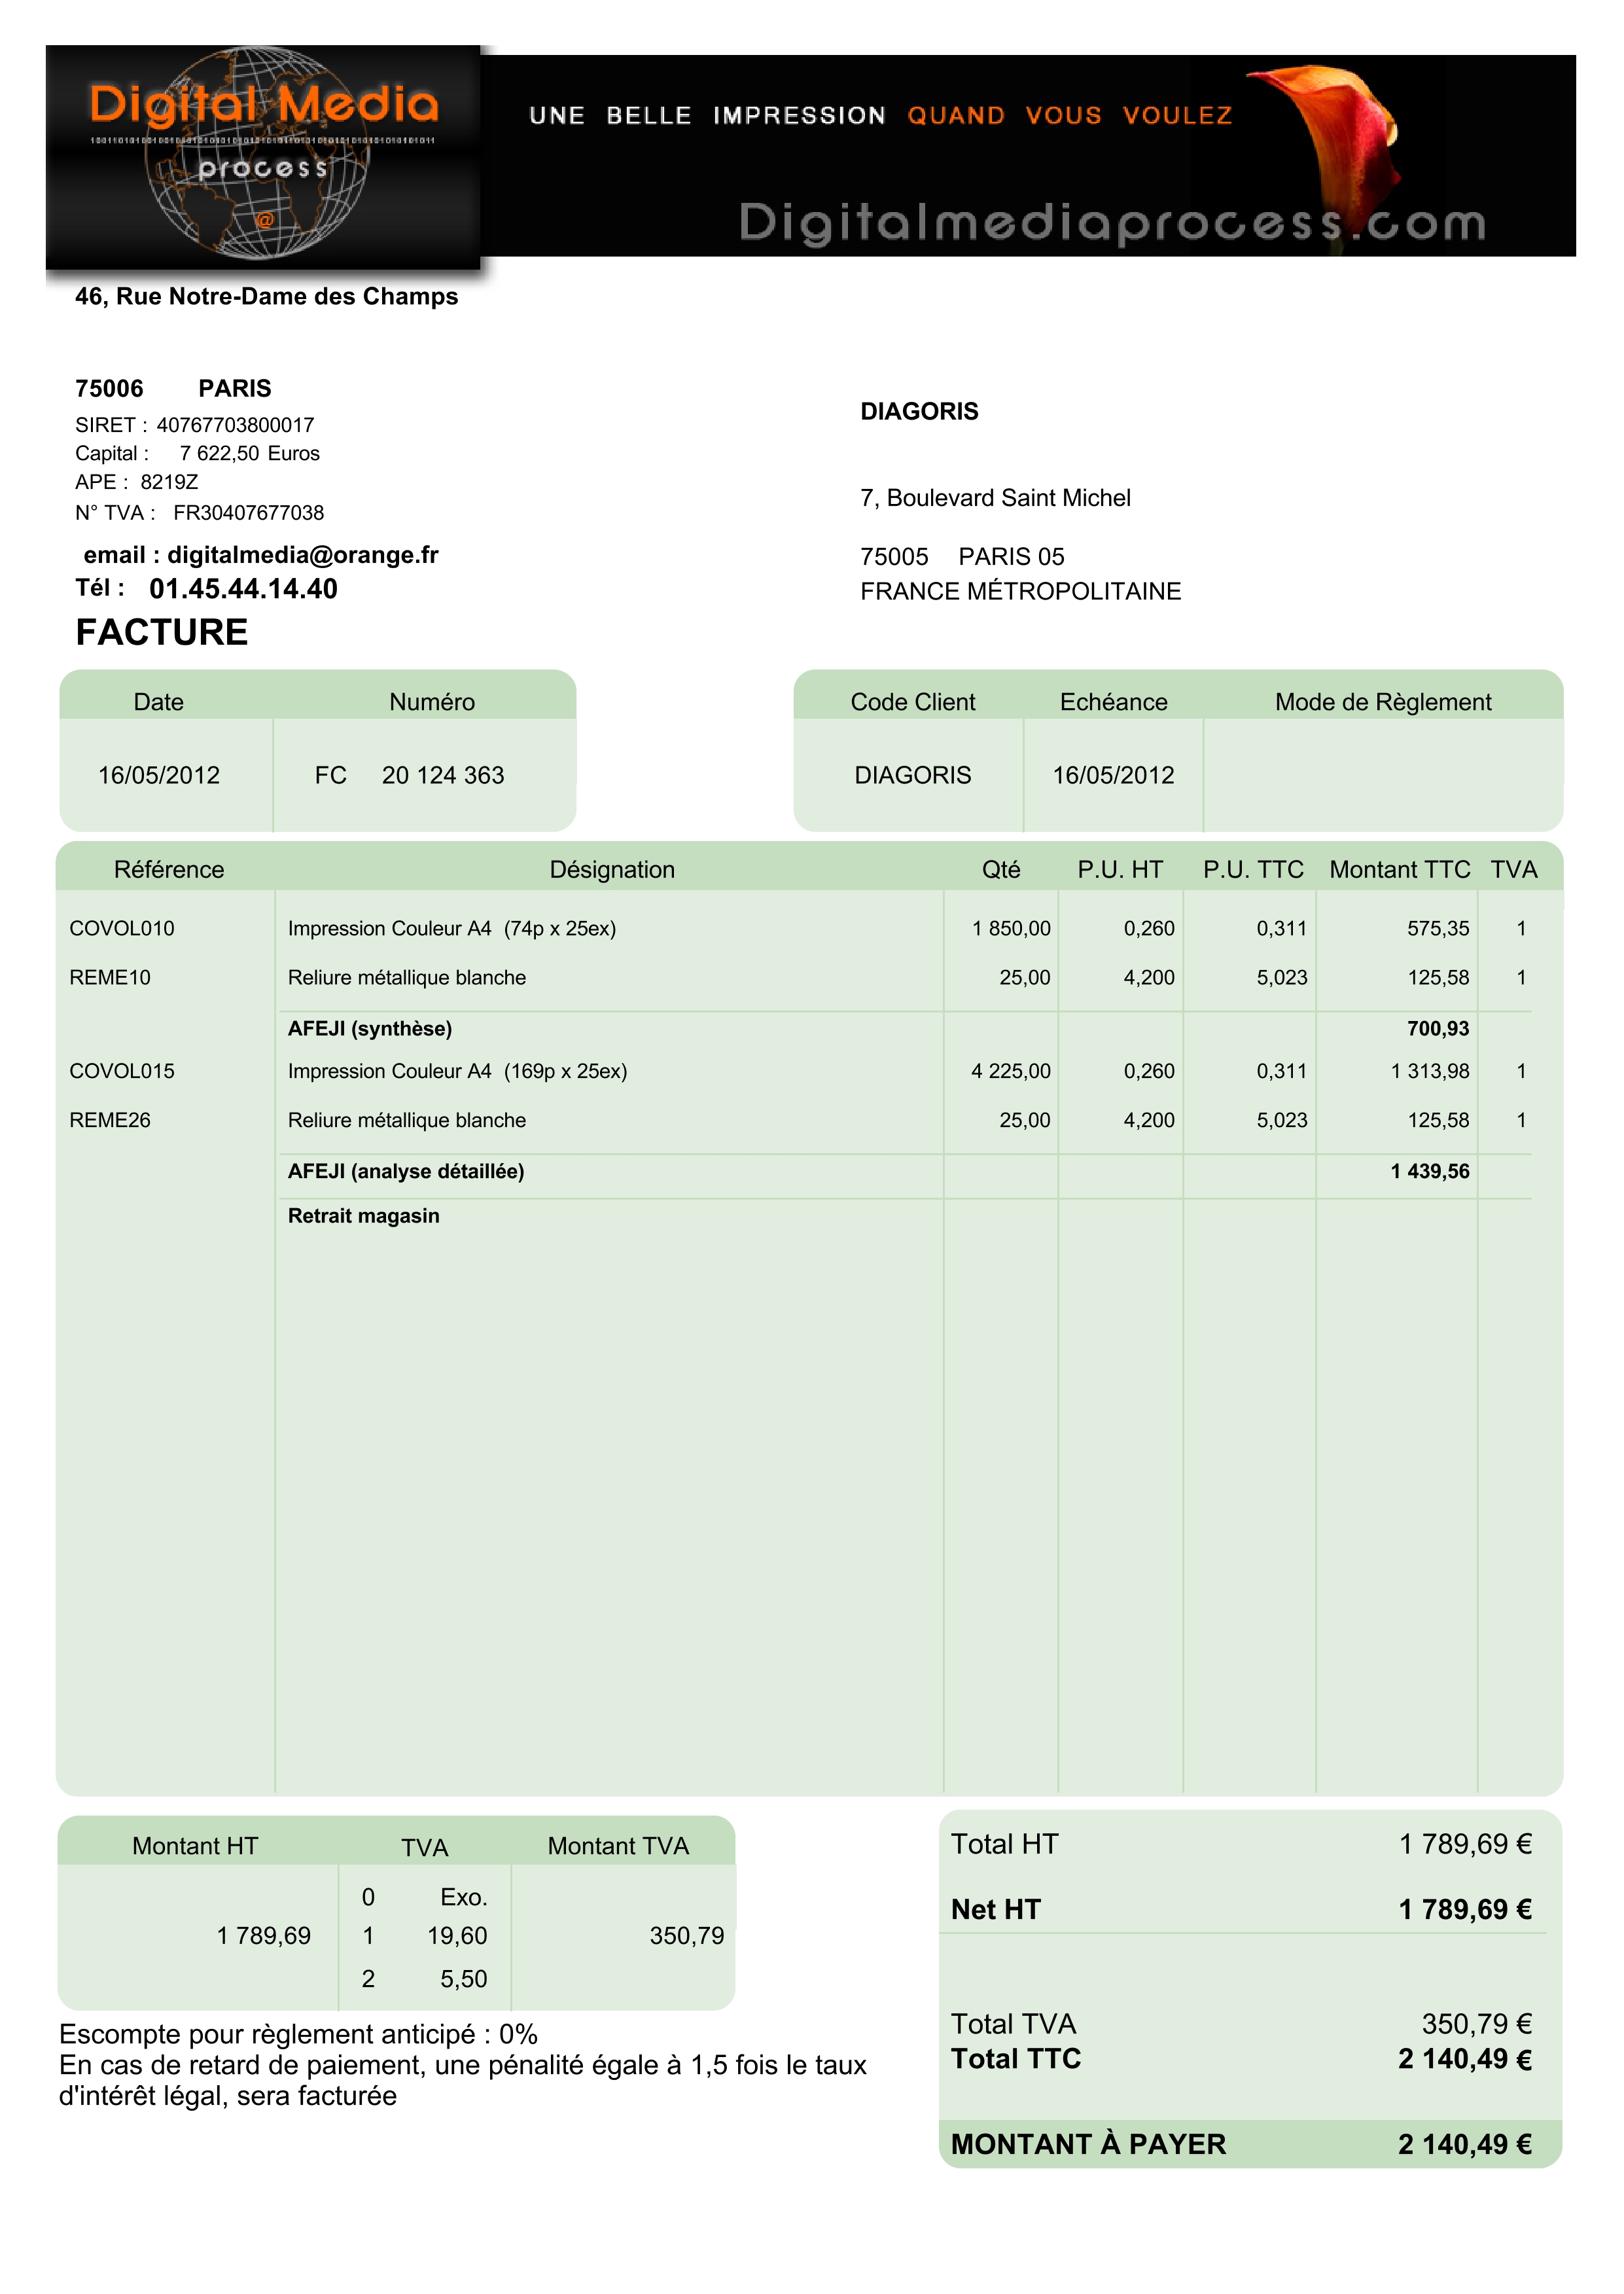 Digital Media
process
@
UNE BELLE IMPRESSION QUAND VOUS VOULEZ
Digitalmediaprocess.com
46, Rue Notre-Dame des Champs
75006 PARIS
SIRET : 40767703800017
Capital : 7 622,50 Euros
APE : 8219Z
N° TVA : FR30407677038
email : digitalmedia@orange.fr
Tél : 01.45.44.14.40
DIAGORIS
7, Boulevard Saint Michel
75005 PARIS 05
FRANCE MÉTROPOLITAINE
FACTURE
Date Numéro
16/05/2012 FC 20 124 363
Code Client Echéance Mode de Règlement
DIAGORIS 16/05/2012
Référence Désignation Qté P.U. HT P.U. TTC Montant TTC TVA
COVOL010 Impression Couleur A4 (74p x 25ex) 1 850,00 0,260 0,311 575,35 1
REME10 Reliure métallique blanche 25,00 4,200 5,023 125,58 1
AFEJI (synthèse) 700,93
COVOL015 Impression Couleur A4 (169p x 25ex) 4 225,00 0,260 0,311 1 313,98 1
REME26 Reliure métallique blanche 25,00 4,200 5,023 125,58 1
AFEJI (analyse détaillée) 1 439,56
Retrait magasin
Montant HT TVA Montant TVA
0 Exo.
1 789,69 1 19,60 350,79
2 5,50
Escompte pour règlement anticipé : 0%
En cas de retard de paiement, une pénalité égale à 1,5 fois le taux
d'intérêt légal, sera facturée
Total HT 1 789,69 €
Net HT 1 789,69 €
Total TVA 350,79 €
Total TTC 2 140,49 €
MONTANT À PAYER 2 140,49 €